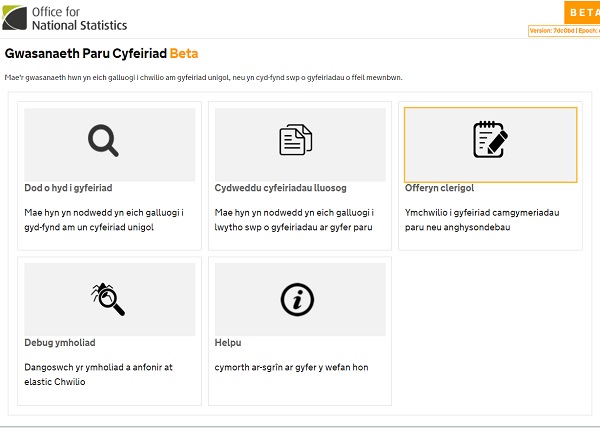 Office for
National Statistics
BETA
Version: 7dc0bd | Epoch:
Gwasanaeth Paru Cyfeiriad Beta
Mae'r gwasanaeth hwn yn eich galluogi i chwilio am gyfeiriad unigol, neu yn cyd-fynd swp o gyfeiriadau o ffeil mewnbwn.
Dod o hyd i gyfeiriad
Mae hyn yn nodwedd yn eich galluogi i
gyd-fynd am un cyfeiriad unigol
Cydweddu cyfeiriadau lluosog
Mae hyn yn nodwedd yn eich galluogi i
lwytho swp o gyfeiriadau ar gyfer paru
Offeryn clerigol
Ymchwilio i gyfeiriad camgymeriadau
paru neu anghysondebau
Debug ymholiad
Dangoswch yr ymholiad a anfonir at
elastic Chwilio
Helpu
cymorth ar-sgrîn ar gyfer y wefan hon